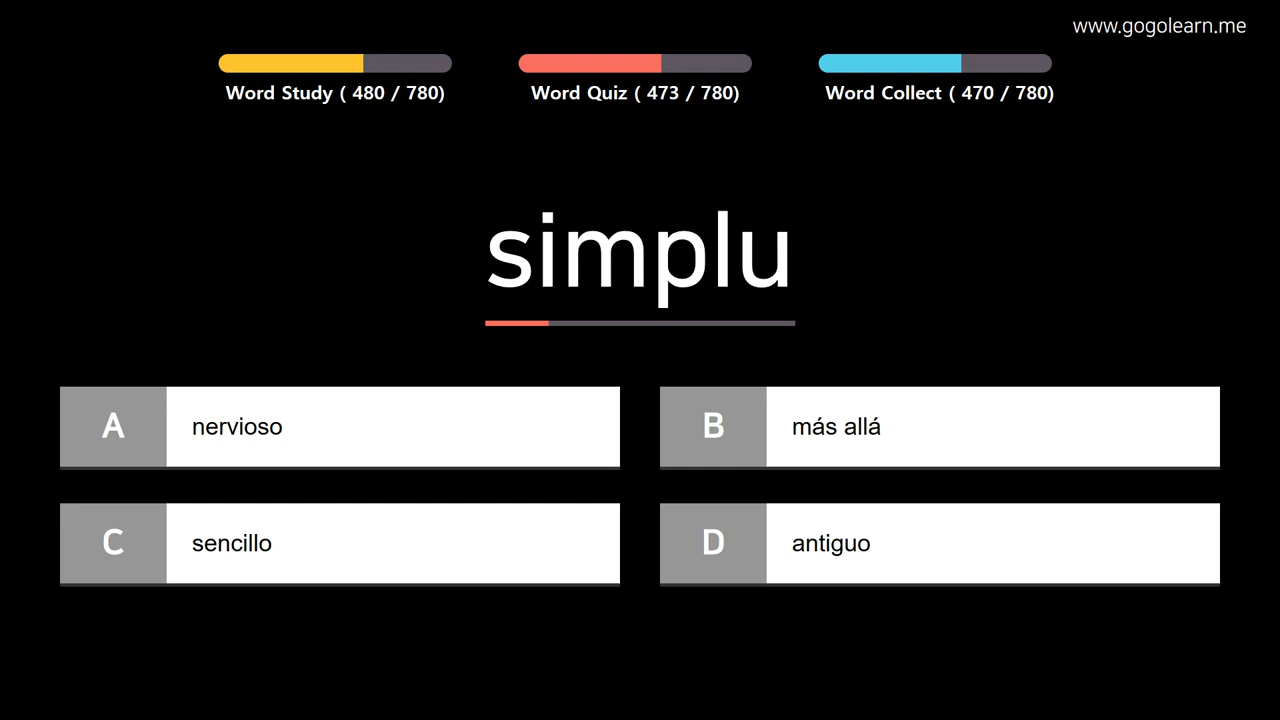 www.gogolearn.me
Word Study ( 480 / 780)
Word Quiz ( 473 / 780)
Word Collect ( 470 / 780)
simplu
A nervioso
B más allá
C sencillo
D antiguo